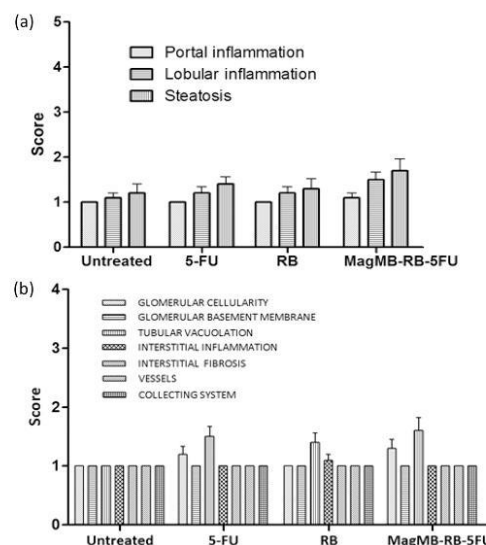 (a)
5
4
3
2
1
0
Score
Portal inflammation
Lobular inflammation
Steatosis
Untreated 5-FU RB MagMB-RB-5FU
(b)
4
3
2
1
0
Score
GLOMERULAR CELLULARITY
GLOMERULAR BASEMENT MEMBRANE
TUBULAR VACUOLATION
INTERSTITIAL INFLAMMATION
INTERSTITIAL FIBROSIS
VESSELS
COLLECTING SYSTEM
Untreated 5-FU RB MagMB-RB-5FU